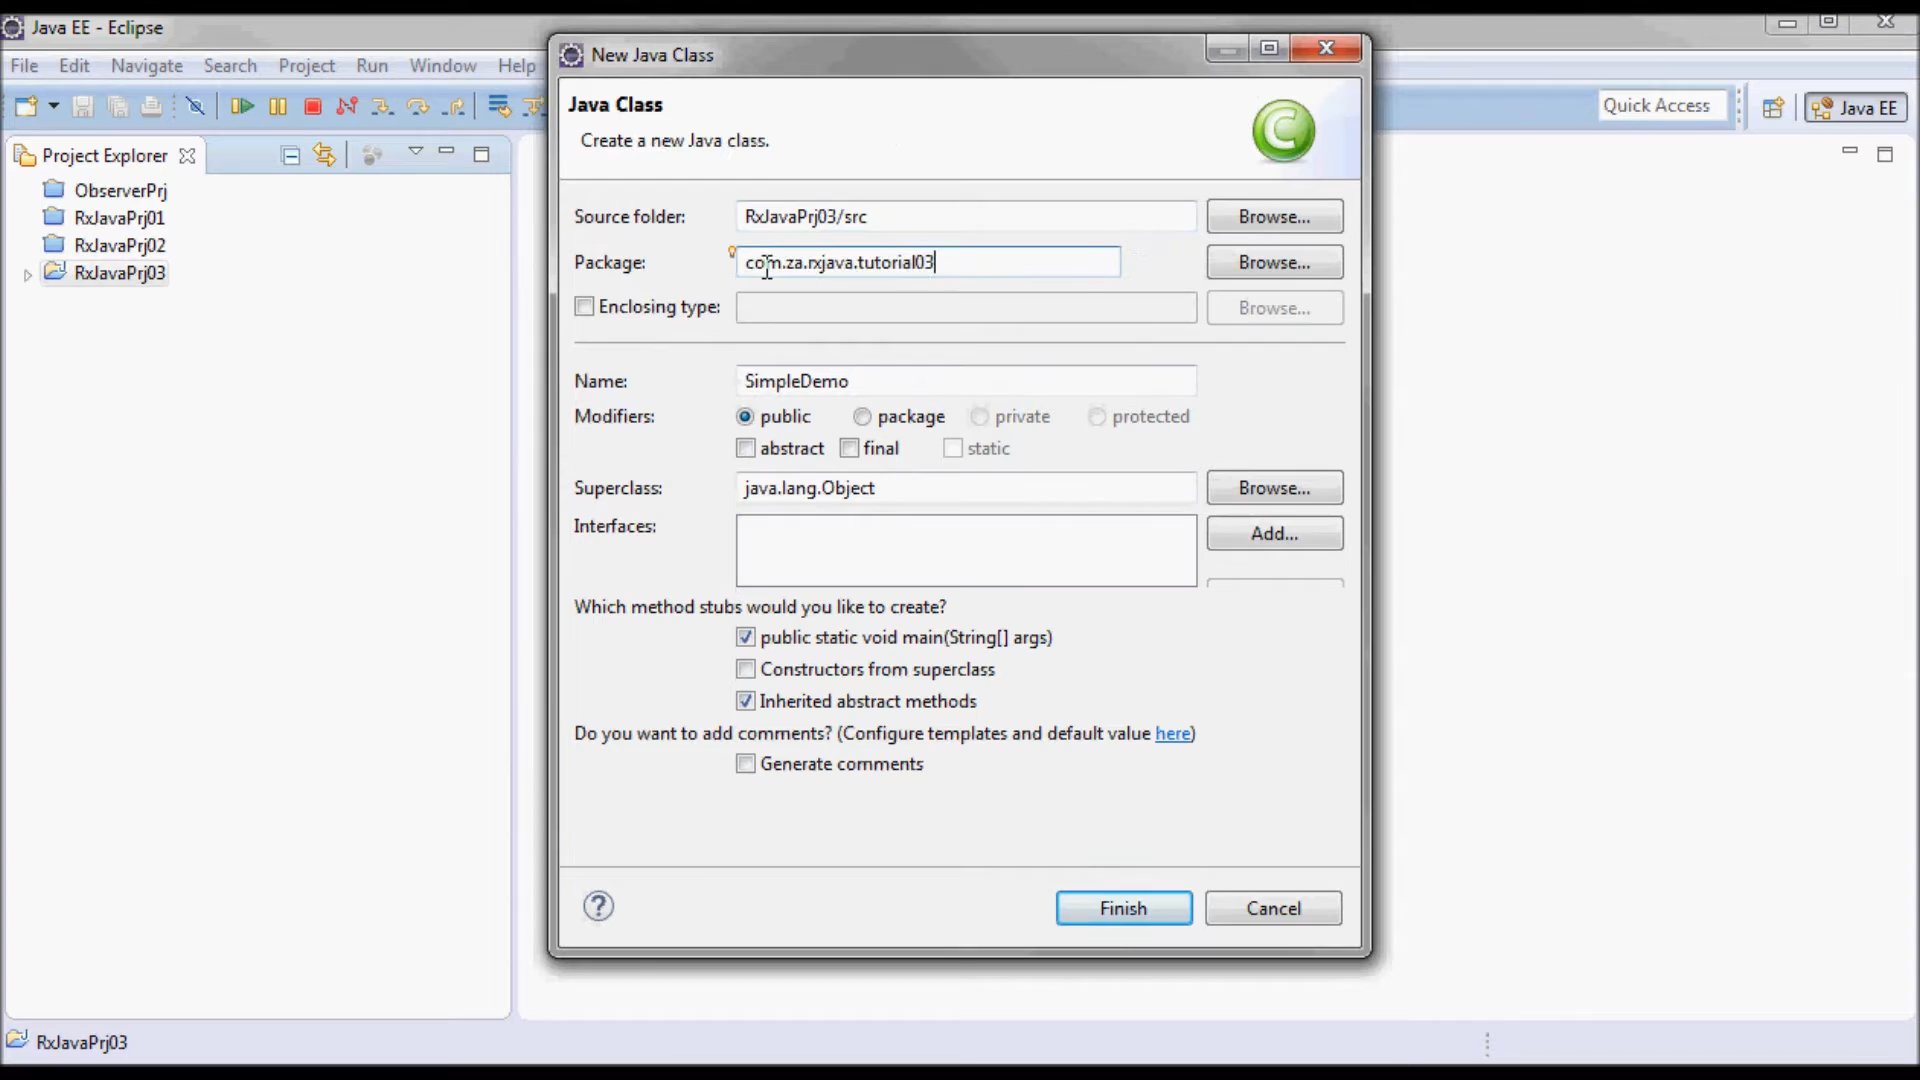 Java EE - Eclipse
File Edit Navigate Search Project Run Window Help
Quick Access
Java EE
Project Explorer
ObserverPrj
RxJavaPrj01
RxJavaPrj02
RxJavaPrj03
New Java Class
Java Class
Create a new Java class.
C
Source folder: RxJavaPrj03/src Browse...
Package: com.za.rxjava.tutorial03 Browse...
Enclosing type: Browse...
Name: SimpleDemo
Modifiers: public package private protected
abstract final static
Superclass: java.lang.Object Browse...
Interfaces: Add...
Which method stubs would you like to create?
public static void main(String[] args)
Constructors from superclass
Inherited abstract methods
Do you want to add comments? (Configure templates and default value here)
Generate comments
? Finish Cancel
RxJavaPrj03